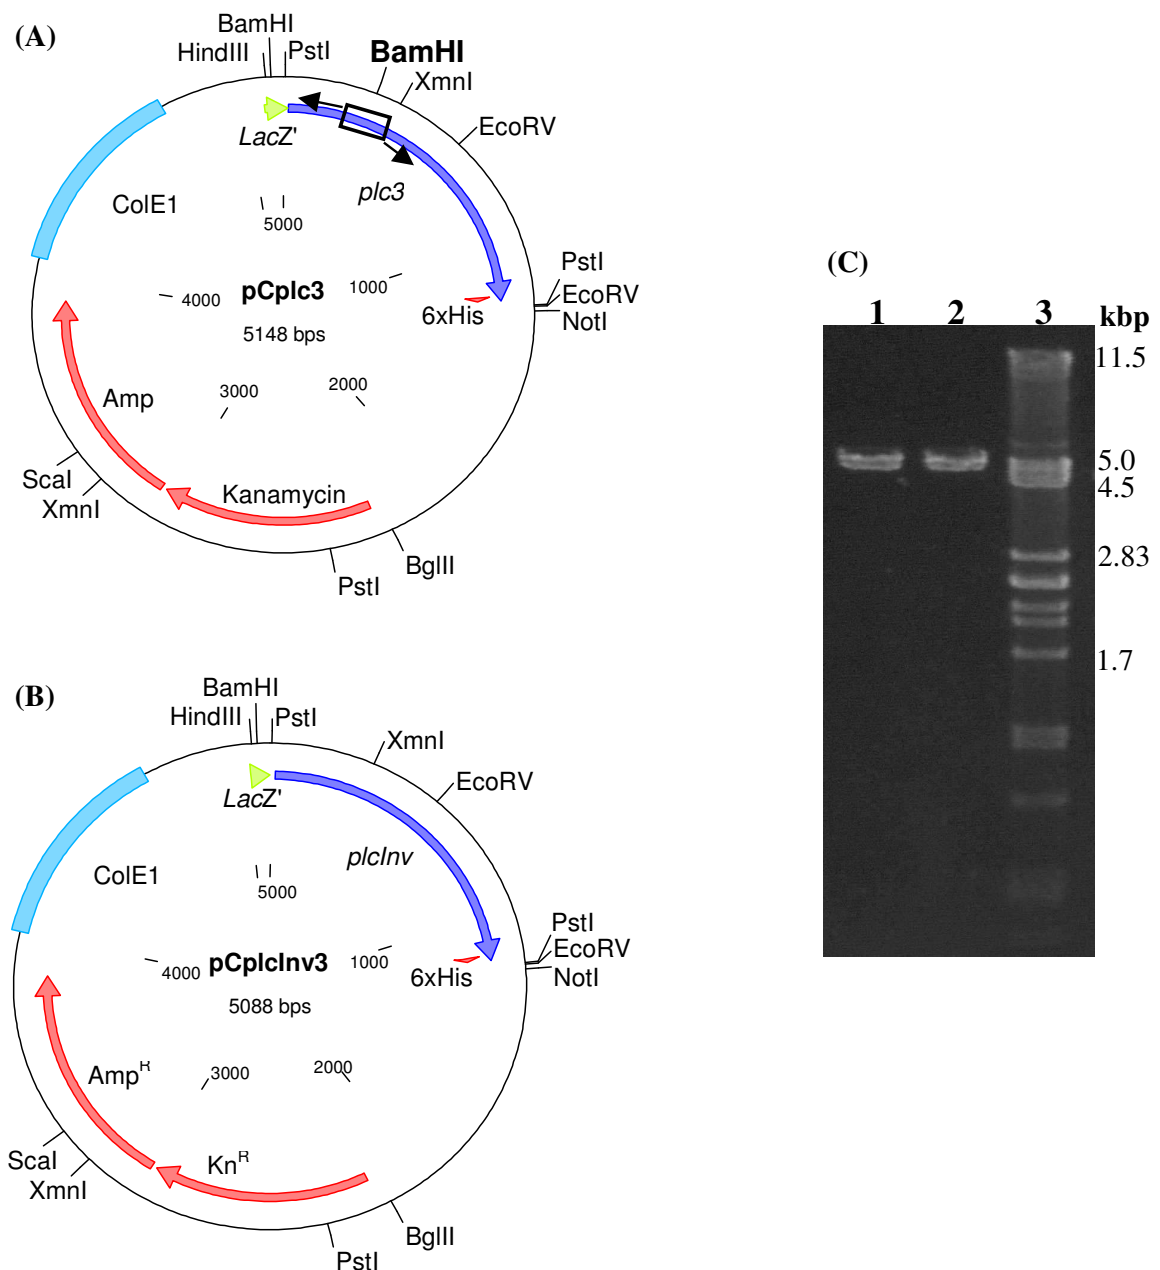 (A)
BamHI
HindIII
PstI
BamHI
XmnI
EcoRV
LacZ'
plc3
ColE1
5000
pCplc3
5148 bps
4000
1000
PstI
EcoRV
NotI
6xHis
3000
2000
Amp
Kanamycin
ScaI
XmnI
BglII
PstI
(B)
BamHI
HindIII
PstI
XmnI
EcoRV
LacZ'
plcInv
ColE1
5000
pCplcInv3
5088 bps
4000
1000
PstI
EcoRV
NotI
6xHis
3000
2000
Amp^R
Kn^R
ScaI
XmnI
BglII
PstI
(C)
1 2 3 kbp
11.5
5.0
4.5
2.83
1.7